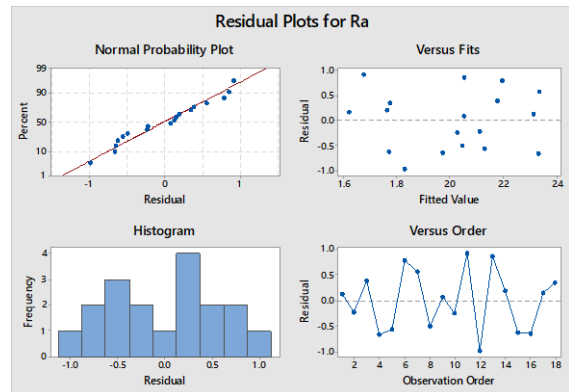 Residual Plots for Ra
Normal Probability Plot
99
90
50
10
1
Percent
-1 0 1
Residual
Versus Fits
1.0
0.5
0.0
-0.5
-1.0
Residual
1.6 1.8 20 2.2 2.4
Fitted Value
Histogram
4
3
2
1
0
Frequency
-1.0 -0.5 0.0 0.5 1.0
Residual
Versus Order
1.0
0.5
0.0
-0.5
-1.0
Residual
2 4 6 8 10 12 14 16 18
Observation Order